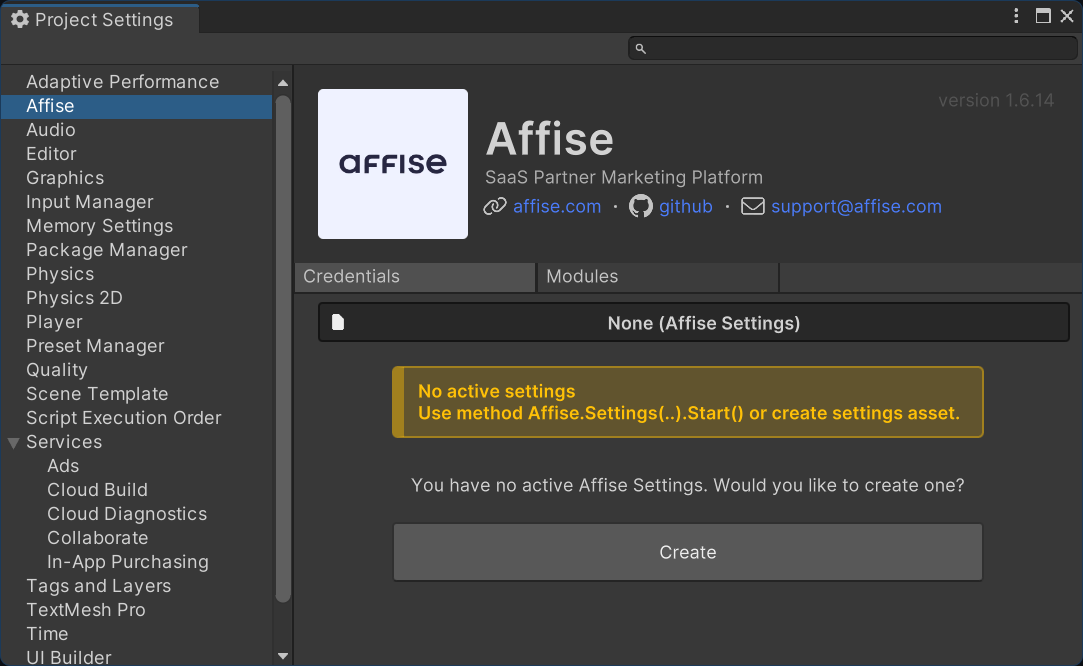 Project Settings
Adaptive Performance
Affise
Audio
Editor
Graphics
Input Manager
Memory Settings
Package Manager
Physics
Physics 2D
Player
Preset Manager
Quality
Scene Template
Script Execution Order
Services
Ads
Cloud Build
Cloud Diagnostics
Collaborate
In-App Purchasing
Tags and Layers
TextMesh Pro
Time
UI Builder
version 1.6.14
AFFISE
Affise
SaaS Partner Marketing Platform
affise.com · github · support@affise.com
Credentials Modules
None (Affise Settings)
No active settings
Use method Affise.Settings(..).Start() or create settings asset.
You have no active Affise Settings. Would you like to create one?
Create